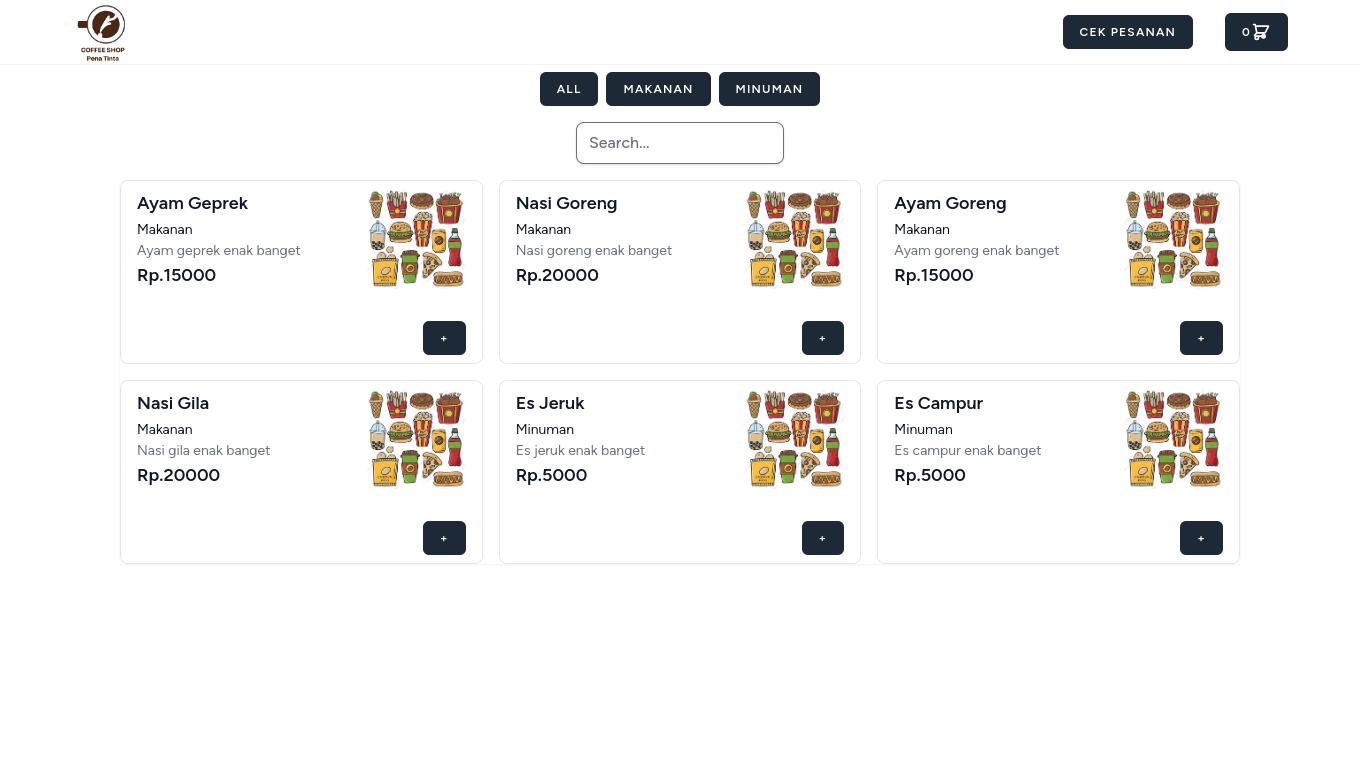 COFFEE SHOP
Pena Tinta
CEK PESANAN
0
ALL
MAKANAN
MINUMAN
Search...
Ayam Geprek
Makanan
Ayam geprek enak banget
Rp.15000
+
Nasi Goreng
Makanan
Nasi goreng enak banget
Rp.20000
+
Ayam Goreng
Makanan
Ayam goreng enak banget
Rp.15000
+
Nasi Gila
Makanan
Nasi gila enak banget
Rp.20000
+
Es Jeruk
Minuman
Es jeruk enak banget
Rp.5000
+
Es Campur
Minuman
Es campur enak banget
Rp.5000
+